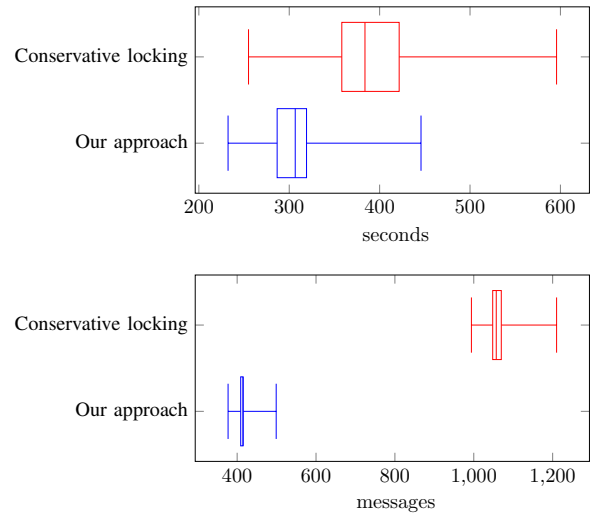 Conservative locking
Our approach
200 300 400 500 600
seconds
Conservative locking
Our approach
400 600 800 1,000 1,200
messages